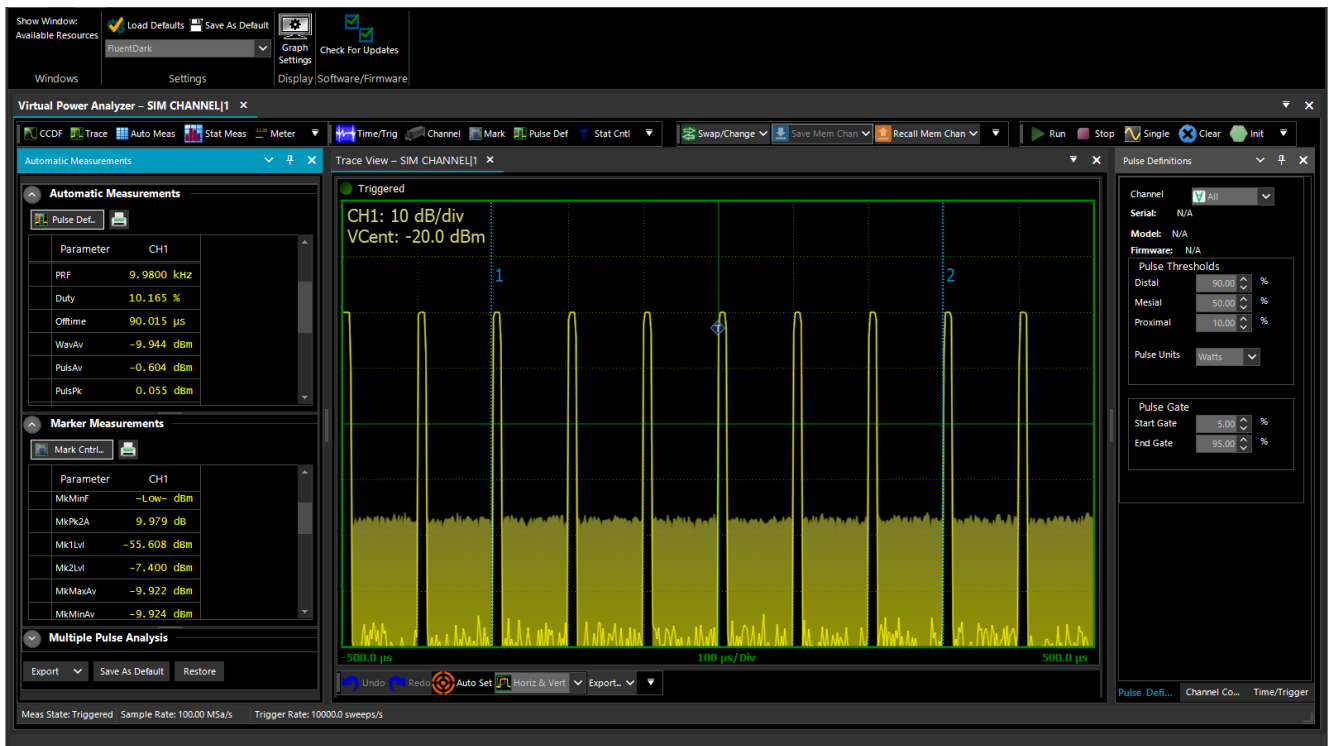 Show Window:
Available Resources
Load Defaults Save As Default
FluentDark
Graph
Settings
Check For Updates
Windows Settings Display Software/Firmware
Virtual Power Analyzer – SIM CHANNEL|1
CCDF Trace Auto Meas Stat Meas Meter
Time/Trig Channel Mark Pulse Def Stat Cntl
Swap/Change Save Mem Chan Recall Mem Chan
Run Stop Single Clear Init
Automatic Measurements
Automatic Measurements
Pulse Def..
Parameter CH1
PRF 9.9800 kHz
Duty 10.165 %
Offtime 90.015 µs
WavAv -9.944 dBm
PulsAv -0.604 dBm
PulsPk 0.055 dBm
Marker Measurements
Mark Cntrl...
Parameter CH1
MkMinF -Low- dBm
MkPk2A 9.979 dB
Mk1Lvl -55.608 dBm
Mk2Lvl -7.400 dBm
MkMaxAv -9.922 dBm
MkMinAv -9.924 dBm
Multiple Pulse Analysis
Export Save As Default Restore
Trace View – SIM CHANNEL|1
Triggered
CH1: 10 dB/div
VCent: -20.0 dBm
1 2
-500.0 µs 100 µs/Div 500.0 µs
Undo Redo Auto Set Horiz & Vert Export...
Pulse Definitions
Channel All
Serial: N/A
Model: N/A
Firmware: N/A
Pulse Thresholds
Distal 90.00 %
Mesial 50.00 %
Proximal 10.00 %
Pulse Units Watts
Pulse Gate
Start Gate 5.00 %
End Gate 95.00 %
Pulse Defi... Channel Co... Time/Trigger
Meas State: Triggered Sample Rate: 100.00 MSa/s Trigger Rate: 10000.0 sweeps/s